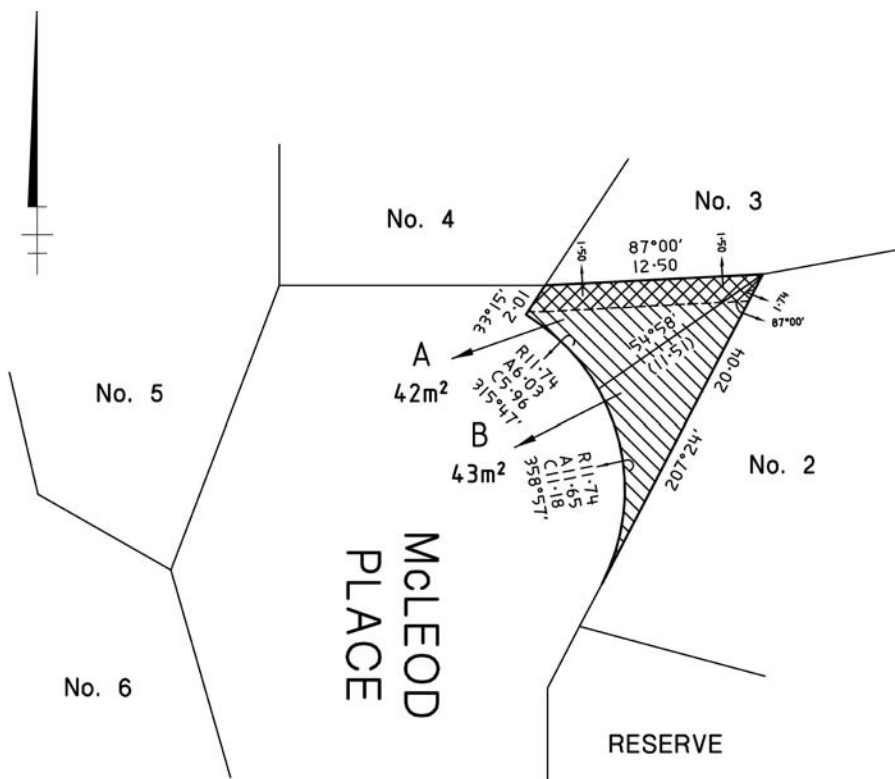 No. 3
No. 4
87°00'
12·50
1·50
1·50
33°15'
2·01
1·74
87°00'
54°58'
(11·51)
A
42m²
R11·74
A6·03
C5·96
315°47'
20·04
207°24'
No. 5
B
43m²
R11·74
A11·65
C11·18
358°57'
No. 2
McLEOD
PLACE
No. 6
RESERVE